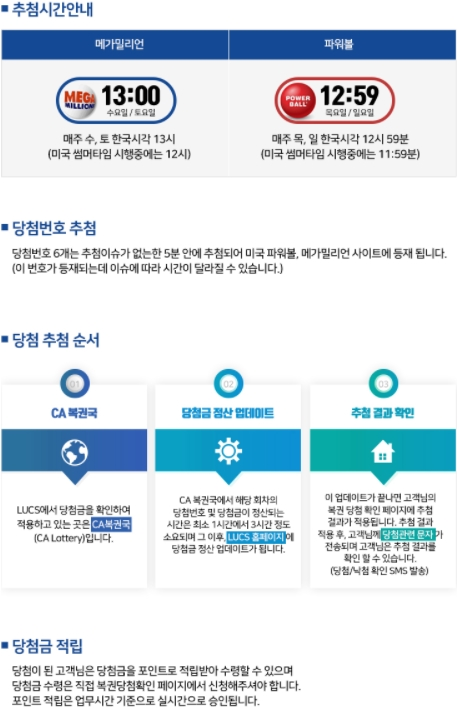 추첨시간안내
메가밀리언
파워볼
MEGA MILLIONS
13:00
수요일 / 토요일
POWER BALL
12:59
목요일 / 일요일
매주 수, 토 한국시각 13시
(미국 썸머타임 시행중에는 12시)
매주 목, 일 한국시각 12시 59분
(미국 썸머타임 시행중에는 11:59분)
당첨번호 추첨
당첨번호 6개는 추첨이슈가 없는한 5분 안에 추첨되어 미국 파워볼, 메가밀리언 사이트에 등재 됩니다.
(이 번호가 등재되는데 이슈에 따라 시간이 달라질 수 있습니다.)
당첨 추첨 순서
01
CA 복권국
LUCS에서 당첨금을 확인하여
적용하고 있는 곳은 CA복권국
(CA Lottery)입니다.
02
당첨금 정산 업데이트
CA 복권국에서 해당 회차의
당첨번호 및 당첨금이 정산되는
시간은 최소 1시간에서 3시간 정도
소요되며 그 이후, LUCS 홈페이지에
당첨금 정산 업데이트가 됩니다.
03
추첨 결과 확인
이 업데이트가 끝나면 고객님의
복권 당첨 확인 페이지에 추첨
결과가 적용됩니다. 추첨 결과
적용 후, 고객님께 당첨관련 문자가
전송되며 고객님은 추첨 결과를
확인 할 수 있습니다.
(당첨/낙첨 확인 SMS 발송)
당첨금 적립
당첨이 된 고객님은 당첨금을 포인트로 적립받아 수령할 수 있으며
당첨금 수령은 직접 복권당첨확인 페이지에서 신청해주셔야 합니다.
포인트 적립은 업무시간 기준으로 실시간으로 승인됩니다.